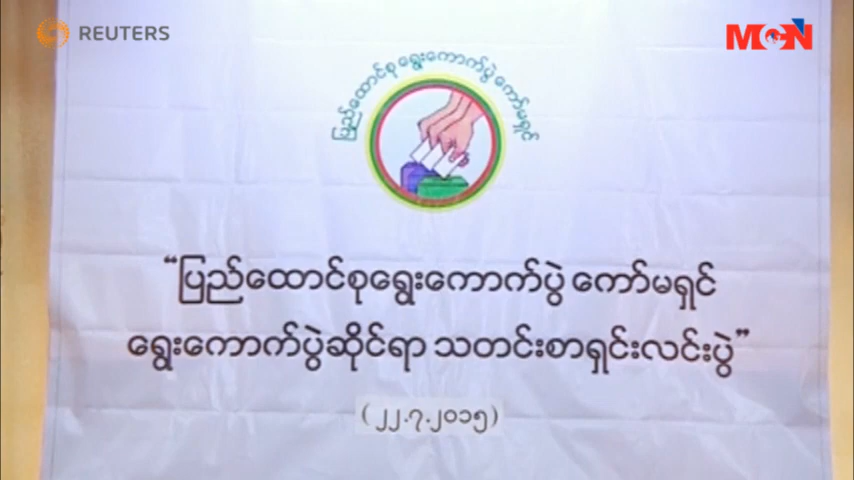 REUTERS
MCN
ပြည်ထောင်စု ရွေးကောက်ပွဲ ကော်မရှင်
“ပြည်ထောင်စုရွေးကောက်ပွဲ ကော်မရှင်
ရွေးကောက်ပွဲဆိုင်ရာ သတင်းစာရှင်းလင်းပွဲ”
(၂၂.၇.၂၀၁၅)